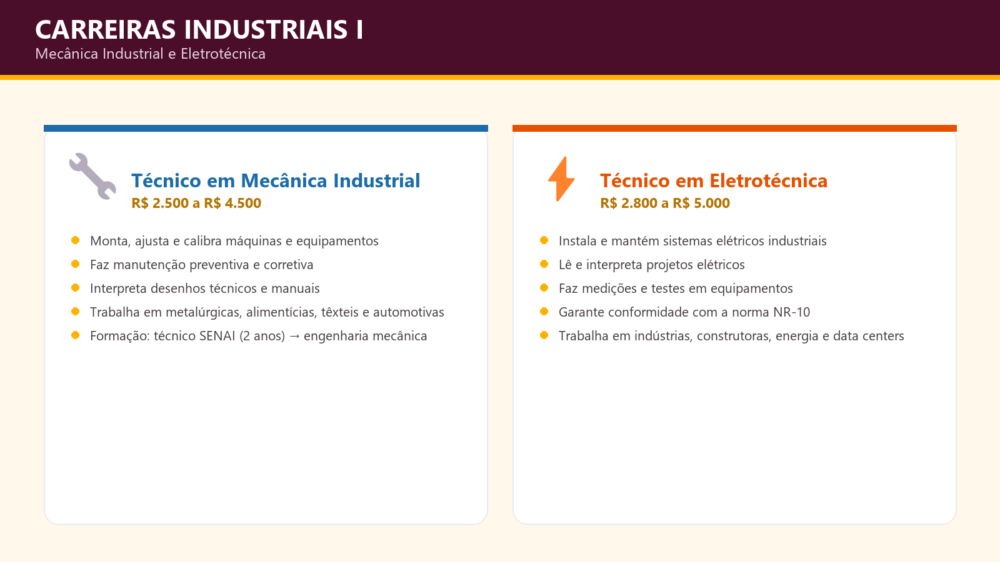 CARREIRAS INDUSTRIAIS I
Mecânica Industrial e Eletrotécnica
Técnico em Mecânica Industrial
R$ 2.500 a R$ 4.500
Monta, ajusta e calibra máquinas e equipamentos
Faz manutenção preventiva e corretiva
Interpreta desenhos técnicos e manuais
Trabalha em metalúrgicas, alimentícias, têxteis e automotivas
Formação: técnico SENAI (2 anos) → engenharia mecânica
Técnico em Eletrotécnica
R$ 2.800 a R$ 5.000
Instala e mantém sistemas elétricos industriais
Lê e interpreta projetos elétricos
Faz medições e testes em equipamentos
Garante conformidade com a norma NR-10
Trabalha em indústrias, construtoras, energia e data centers